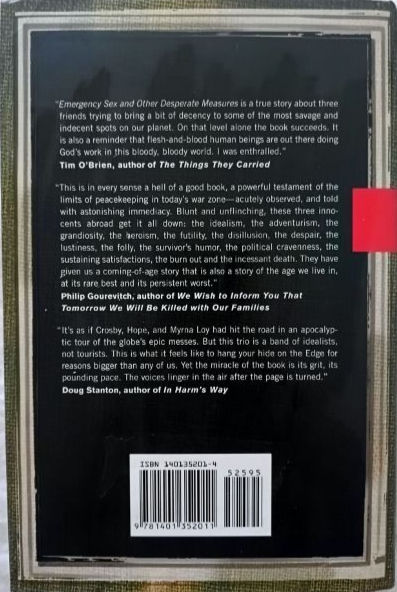 "Emergency Sex and Other Desperate Measures is a true story about three
friends trying to bring a bit of decency to some of the most savage and
indecent spots on our planet. On that level alone the book succeeds. It
is also a reminder that flesh-and-blood human beings are out there doing
God's work in this bloody, bloody world. I was enthralled."
Tim O'Brien, author of The Things They Carried
"This is in every sense a hell of a good book, a powerful testament of the
limits of peacekeeping in today's war zone—acutely observed, and told
with astonishing immediacy. Blunt and unflinching, these three inno-
cents abroad get it all down: the idealism, the adventurism, the
grandiosity, the heroism, the futility, the disillusion, the despair, the
lustiness, the folly, the survivor's humor, the political cravenness, the
sustaining satisfactions, the burn out and the incessant death. They have
given us a coming-of-age story that is also a story of the age we live in,
at its rare best and its persistent worst."
Philip Gourevitch, author of We Wish to Inform You That
Tomorrow We Will Be Killed with Our Families
"It's as if Crosby, Hope, and Myrna Loy had hit the road in an apocalyp-
tic tour of the globe's epic messes. But this trio is a band of idealists,
not tourists. This is what it feels like to hang your hide on the Edge for
reasons bigger than any of us. Yet the miracle of the book is its grit, its
pounding pace. The voices linger in the air after the page is turned."
Doug Stanton, author of In Harm's Way
ISBN 140135201-4
52595
9 781401 352011